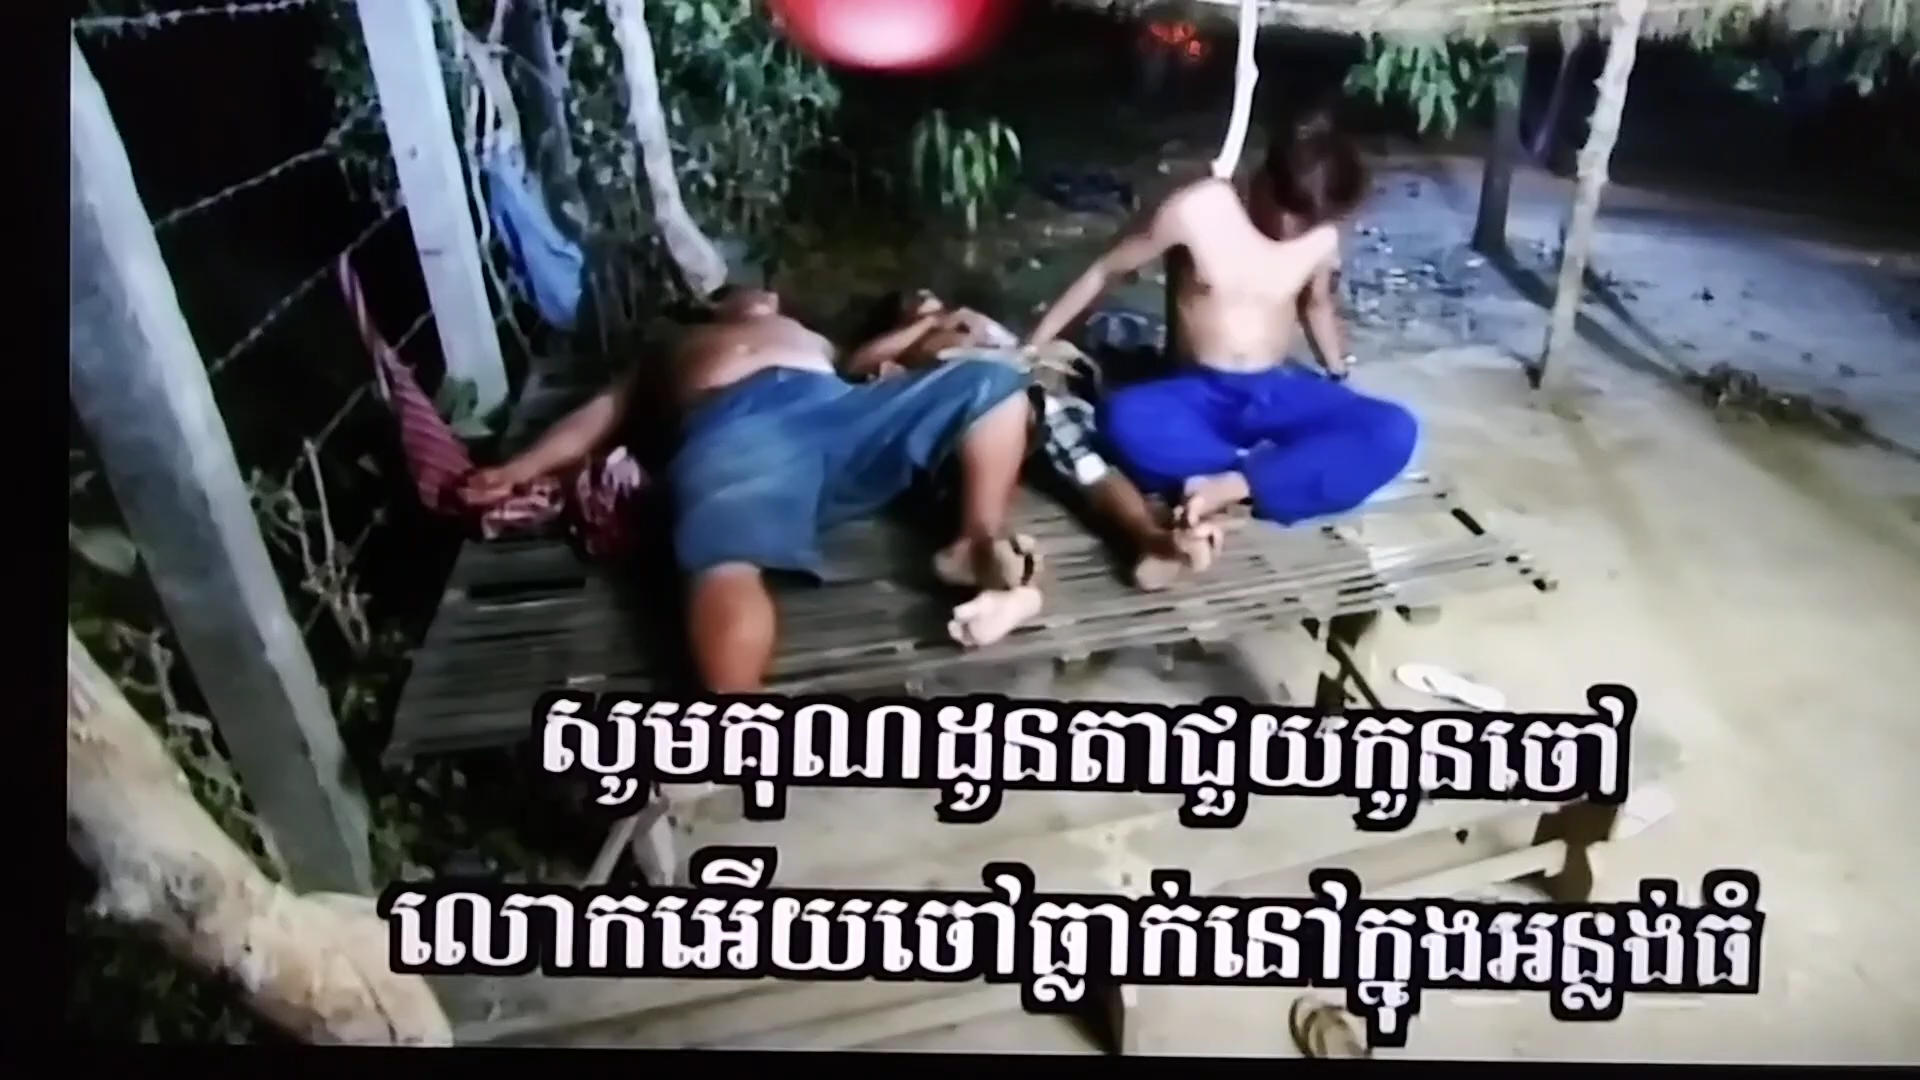 សូមគុណដូនតាជួយកូនចៅ
លោកអើយចៅធ្លាក់នៅក្នុងអន្លង់ធំ